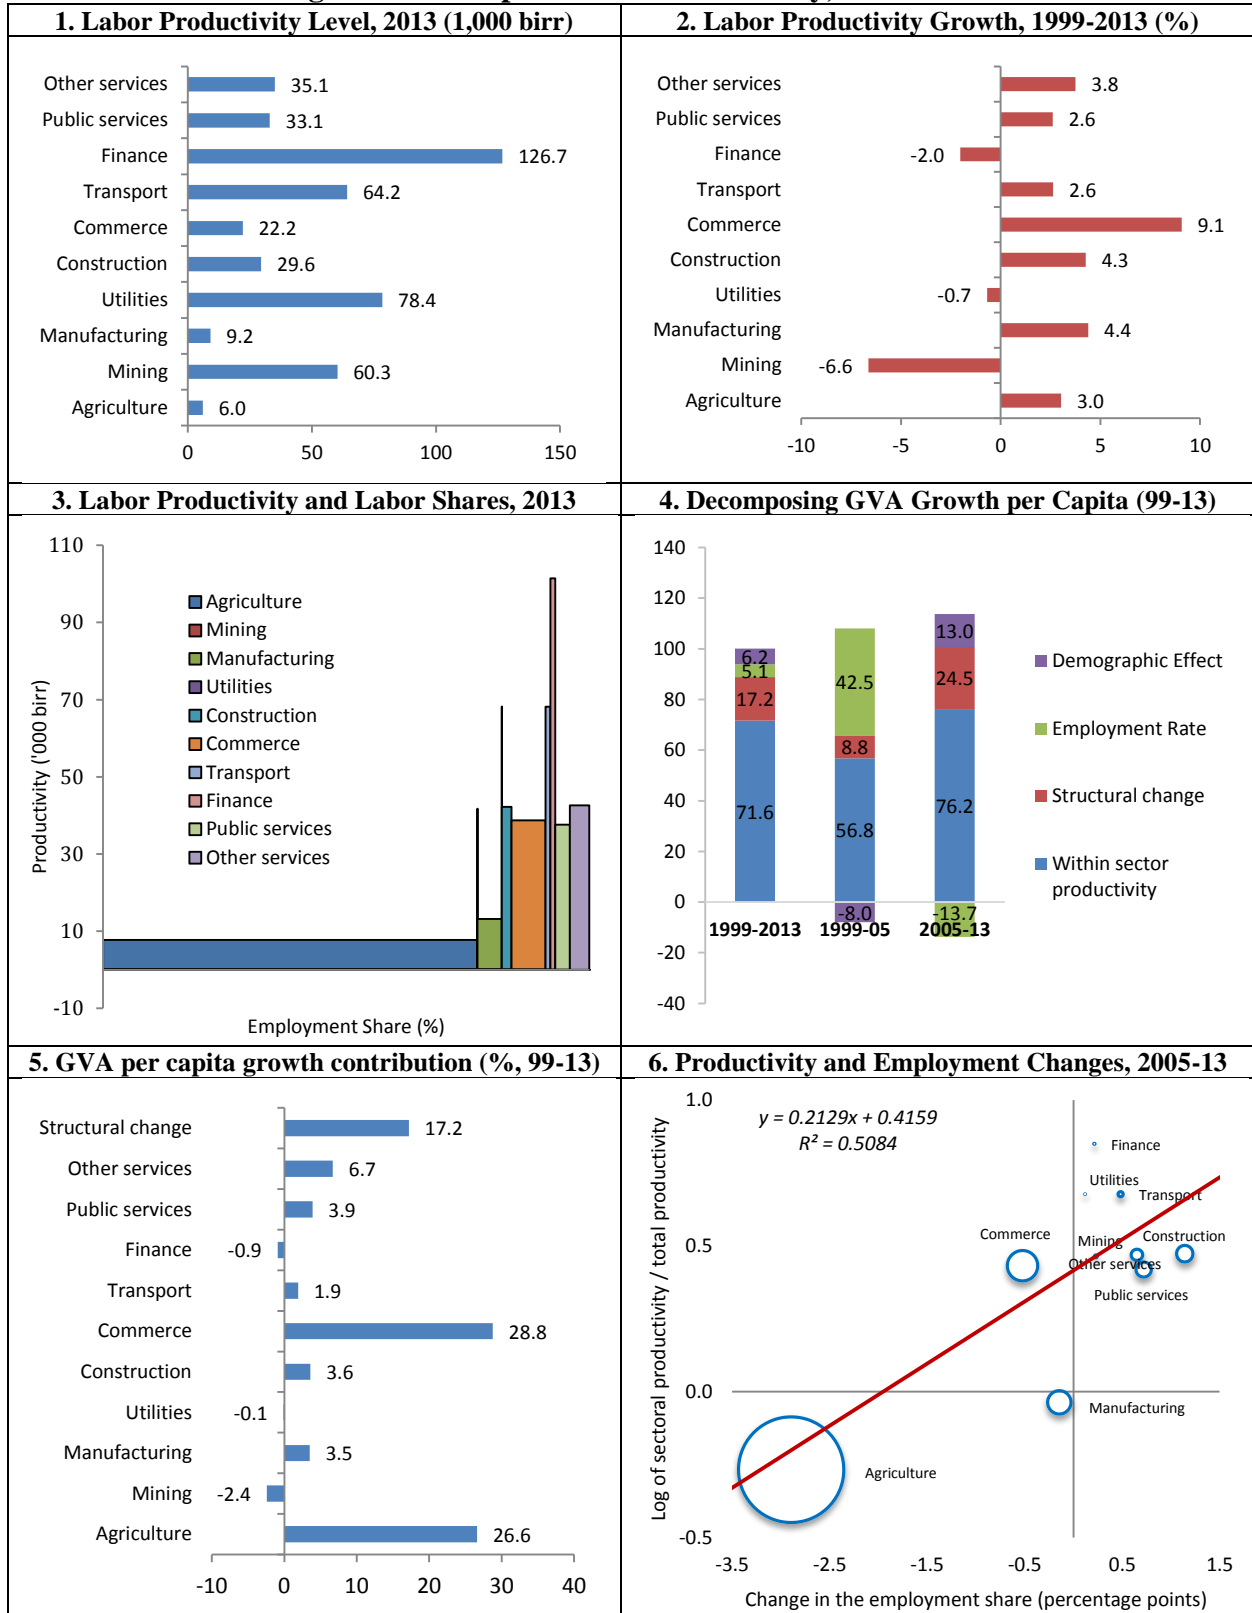 1. Labor Productivity Level, 2013 (1,000 birr)
Other services 35.1
Public services 33.1
Finance 126.7
Transport 64.2
Commerce 22.2
Construction 29.6
Utilities 78.4
Manufacturing 9.2
Mining 60.3
Agriculture 6.0
0 50 100 150
2. Labor Productivity Growth, 1999-2013 (%)
Other services 3.8
Public services 2.6
Finance -2.0
Transport 2.6
Commerce 9.1
Construction 4.3
Utilities -0.7
Manufacturing 4.4
Mining -6.6
Agriculture 3.0
-10 -5 0 5 10
3. Labor Productivity and Labor Shares, 2013
Productivity ('000 birr)
110
90
70
50
30
10
-10
Agriculture
Mining
Manufacturing
Utilities
Construction
Commerce
Transport
Finance
Public services
Other services
Employment Share (%)
4. Decomposing GVA Growth per Capita (99-13)
140
120
100
80
60
40
20
0
-20
-40
6.2
5.1
17.2
71.6
1999-2013
42.5
8.8
56.8
-8.0
1999-05
13.0
24.5
76.2
-13.7
2005-13
Demographic Effect
Employment Rate
Structural change
Within sector
productivity
5. GVA per capita growth contribution (%, 99-13)
Structural change 17.2
Other services 6.7
Public services 3.9
Finance -0.9
Transport 1.9
Commerce 28.8
Construction 3.6
Utilities -0.1
Manufacturing 3.5
Mining -2.4
Agriculture 26.6
-10 0 10 20 30 40
6. Productivity and Employment Changes, 2005-13
Log of sectoral productivity / total productivity
1.0
0.5
0.0
-0.5
y = 0.2129x + 0.4159
R² = 0.5084
Finance
Utilities
Transport
Commerce
Mining
Construction
Other services
Public services
Manufacturing
Agriculture
-3.5 -2.5 -1.5 -0.5 0.5 1.5
Change in the employment share (percentage points)